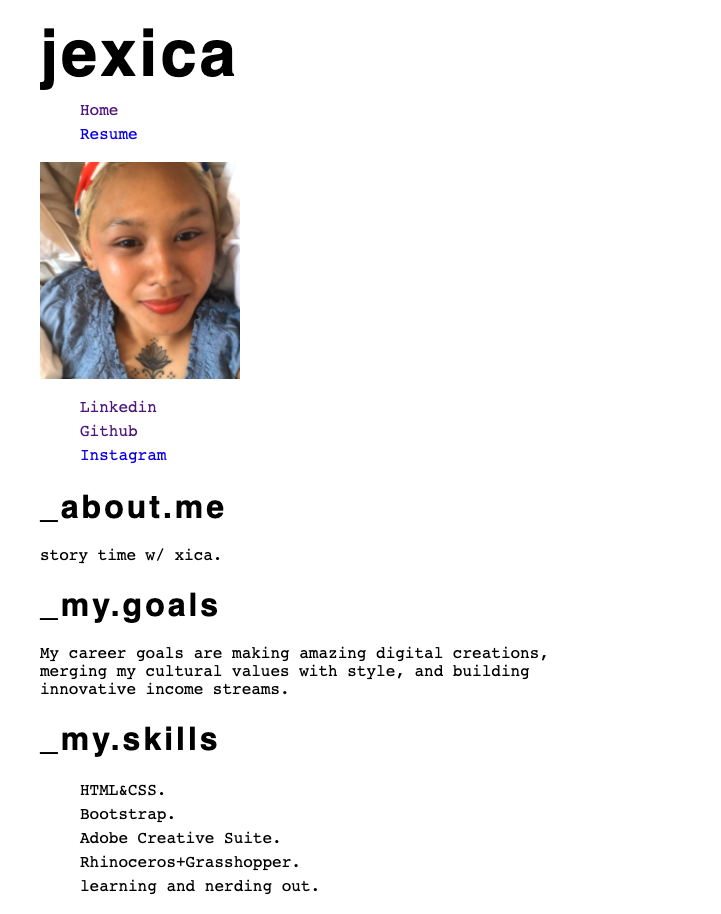 jexica
Home
Resume
Linkedin
Github
Instagram
_about.me
story time w/ xica.
_my.goals
My career goals are making amazing digital creations,
merging my cultural values with style, and building
innovative income streams.
_my.skills
HTML&CSS.
Bootstrap.
Adobe Creative Suite.
Rhinoceros+Grasshopper.
learning and nerding out.